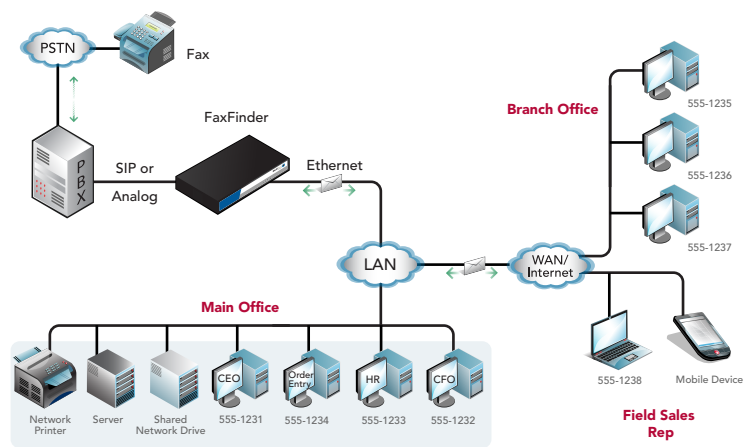 PSTN
Fax
FaxFinder
PBX
SIP or
Analog
Ethernet
Branch Office
555-1235
555-1236
555-1237
LAN
WAN/
Internet
Main Office
CEO
Order
Entry
HR
CFO
Network
Printer
Server
Shared
Network Drive
555-1231
555-1234
555-1233
555-1232
555-1238
Mobile Device
Field Sales
Rep